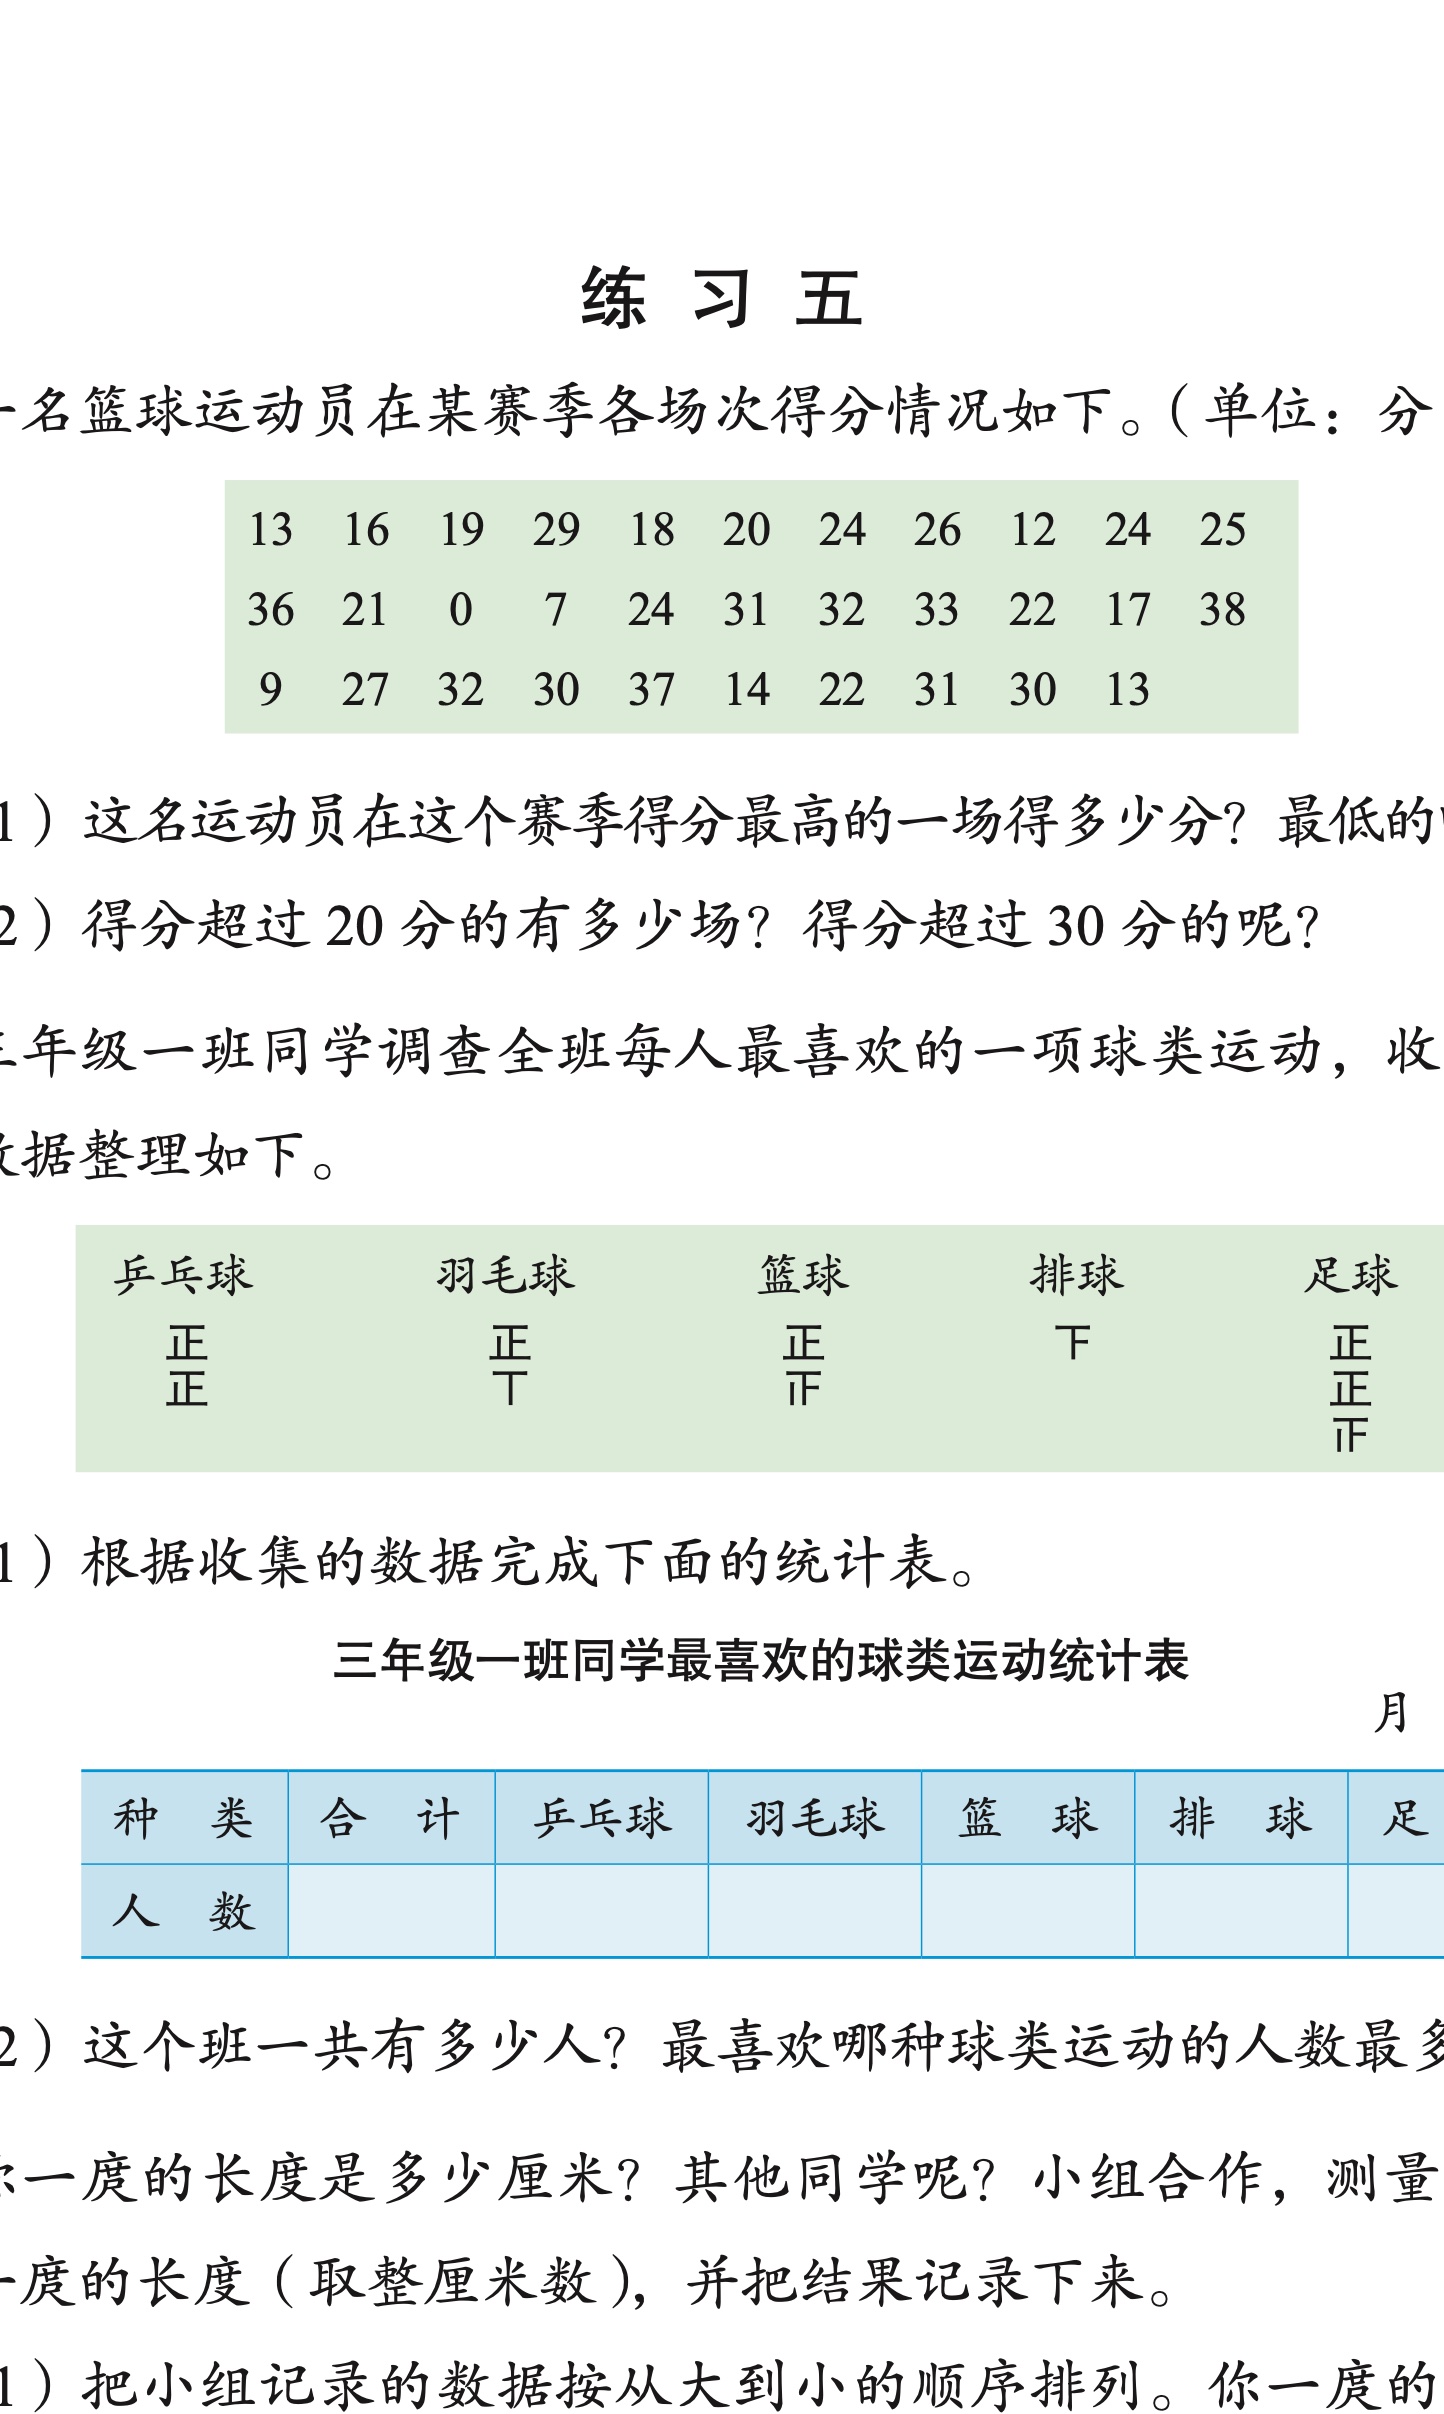 练 习 五
一名篮球运动员在某赛季各场次得分情况如下。（单位：分
13 16 19 29 18 20 24 26 12 24 25
36 21 0 7 24 31 32 33 22 17 38
9 27 32 30 37 14 22 31 30 13
1）这名运动员在这个赛季得分最高的一场得多少分？最低的
2）得分超过 20 分的有多少场？得分超过 30 分的呢？
三年级一班同学调查全班每人最喜欢的一项球类运动，收
数据整理如下。
乒乓球 羽毛球 篮球 排球 足球
正 正 正 下 正
正 丅 正
1）根据收集的数据完成下面的统计表。
三年级一班同学最喜欢的球类运动统计表
月
种 类 合 计 乒乓球 羽毛球 篮 球 排 球 足
人 数
2）这个班一共有多少人？最喜欢哪种球类运动的人数最多
你一庹的长度是多少厘米？其他同学呢？小组合作，测量
一庹的长度（取整厘米数），并把结果记录下来。
1）把小组记录的数据按从大到小的顺序排列。你一庹的